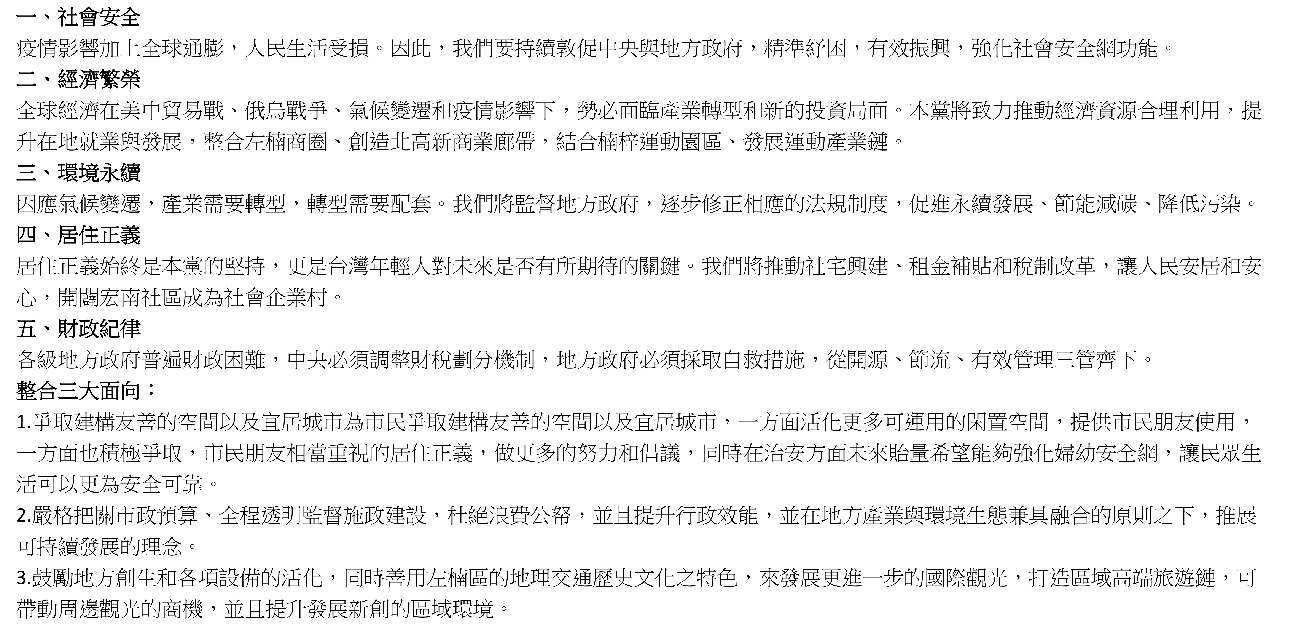 一、社會安全
疫情影響加上全球通膨，人民生活受損。因此，我們要持續敦促中央與地方政府，精準紓困，有效振興，強化社會安全網功能。
二、經濟繁榮
全球經濟在美中貿易戰、俄烏戰爭、氣候變遷和疫情影響下，勢必面臨產業轉型和新的投資局面。本黨將致力推動經濟資源合理利用，提
升在地就業與發展，整合左楠商圈、創造北高新商業廊帶，結合楠梓運動園區、發展運動產業鏈。
三、環境永續
因應氣候變遷，產業需要轉型，轉型需要配套。我們將監督地方政府，逐步修正相應的法規制度，促進永續發展、節能減碳、降低污染。
四、居住正義
居住正義始終是本黨的堅持，更是台灣年輕人對未來是否有所期待的關鍵。我們將推動社宅興建、租金補貼和稅制改革，讓人民安居和安
心，開闢宏南社區成為社會企業村。
五、財政紀律
各級地方政府普遍財政困難，中央必須調整財稅劃分機制，地方政府必須採取自救措施，從開源、節流、有效管理三管齊下。
整合三大面向：
1.爭取建構友善的空間以及宜居城市為市民爭取建構友善的空間以及宜居城市，一方面活化更多可運用的閒置空間，提供市民朋友使用，
一方面也積極爭取，市民朋友相當重視的居住正義，做更多的努力和倡議，同時在治安方面未來貽量希望能夠強化婦幼安全網，讓民眾生
活可以更為安全可靠。
2.嚴格把關市政預算、全程透明監督施政建設，杜絕浪費公帑，並且提升行政效能，並在地方產業與環境生態兼具融合的原則之下，推展
可持續發展的理念。
3.鼓勵地方創生和各項設備的活化，同時善用左楠區的地理交通歷史文化之特色，來發展更進一步的國際觀光，打造區域高端旅遊鏈，可
帶動周邊觀光的商機，並且提升發展新創的區域環境。